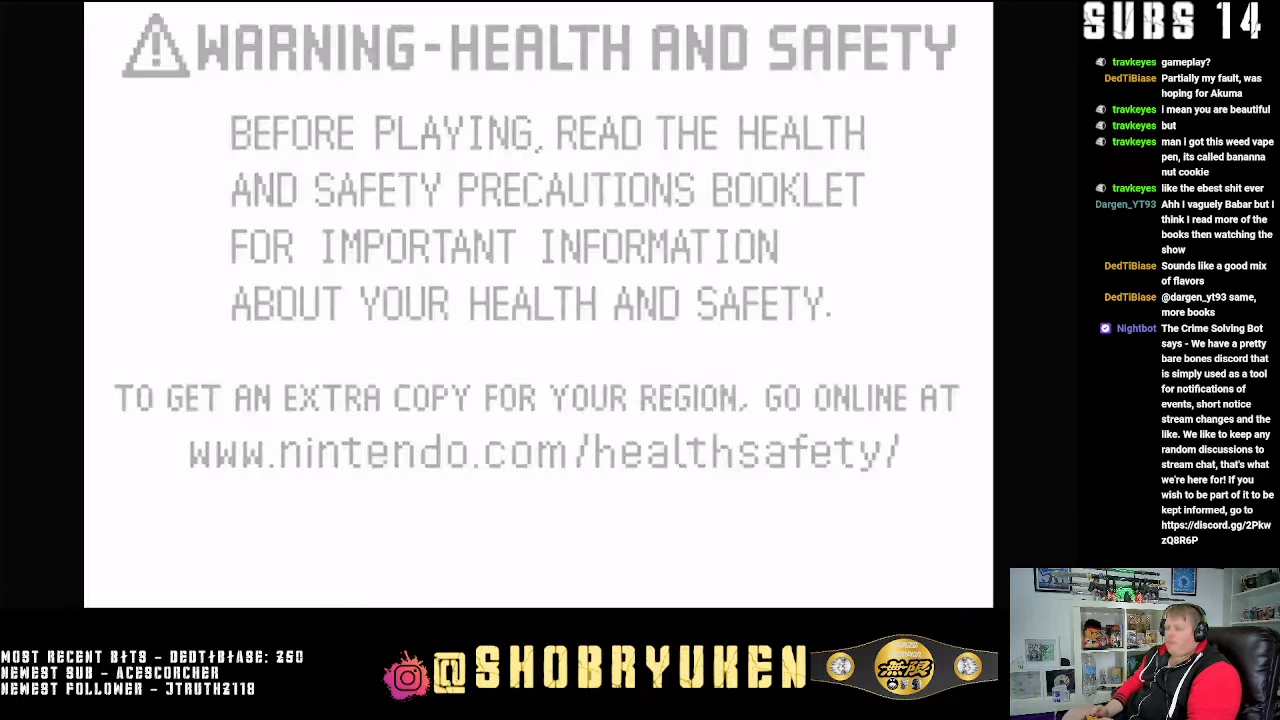 WARNING-HEALTH AND SAFETY
BEFORE PLAYING, READ THE HEALTH
AND SAFETY PRECAUTIONS BOOKLET
FOR IMPORTANT INFORMATION
ABOUT YOUR HEALTH AND SAFETY.
TO GET AN EXTRA COPY FOR YOUR REGION, GO ONLINE AT
www.nintendo.com/healthsafety/
SUBS 14
travkeyes gameplay?
DedTiBiase Partially my fault, was
hoping for Akuma
travkeyes I mean you are beautiful
travkeyes but
travkeyes man I got this weed vape
pen, its called bananna
nut cookie
travkeyes like the ebest shit ever
Dargen_YT93 Ahh I vaguely Babar but I
think I read more of the
books then watching the
show
DedTiBiase Sounds like a good mix
of flavors
DedTiBiase @dargen_yt93 same,
more books
Nightbot The Crime Solving Bot
says - We have a pretty
bare bones discord that
is simply used as a tool
for notifications of
events, short notice
stream changes and the
like. We like to keep any
random discussions to
stream chat, that's what
we're here for! If you
wish to be part of it to be
kept informed, go to
https://discord.gg/2Pkw
zQ8R6P
MOST RECENT BITS - DEDTIBIASE: 250
NEWEST SUB - ACESCORCHER
NEWEST FOLLOWER - JTRUTHZ118
@SHOBRYUKEN